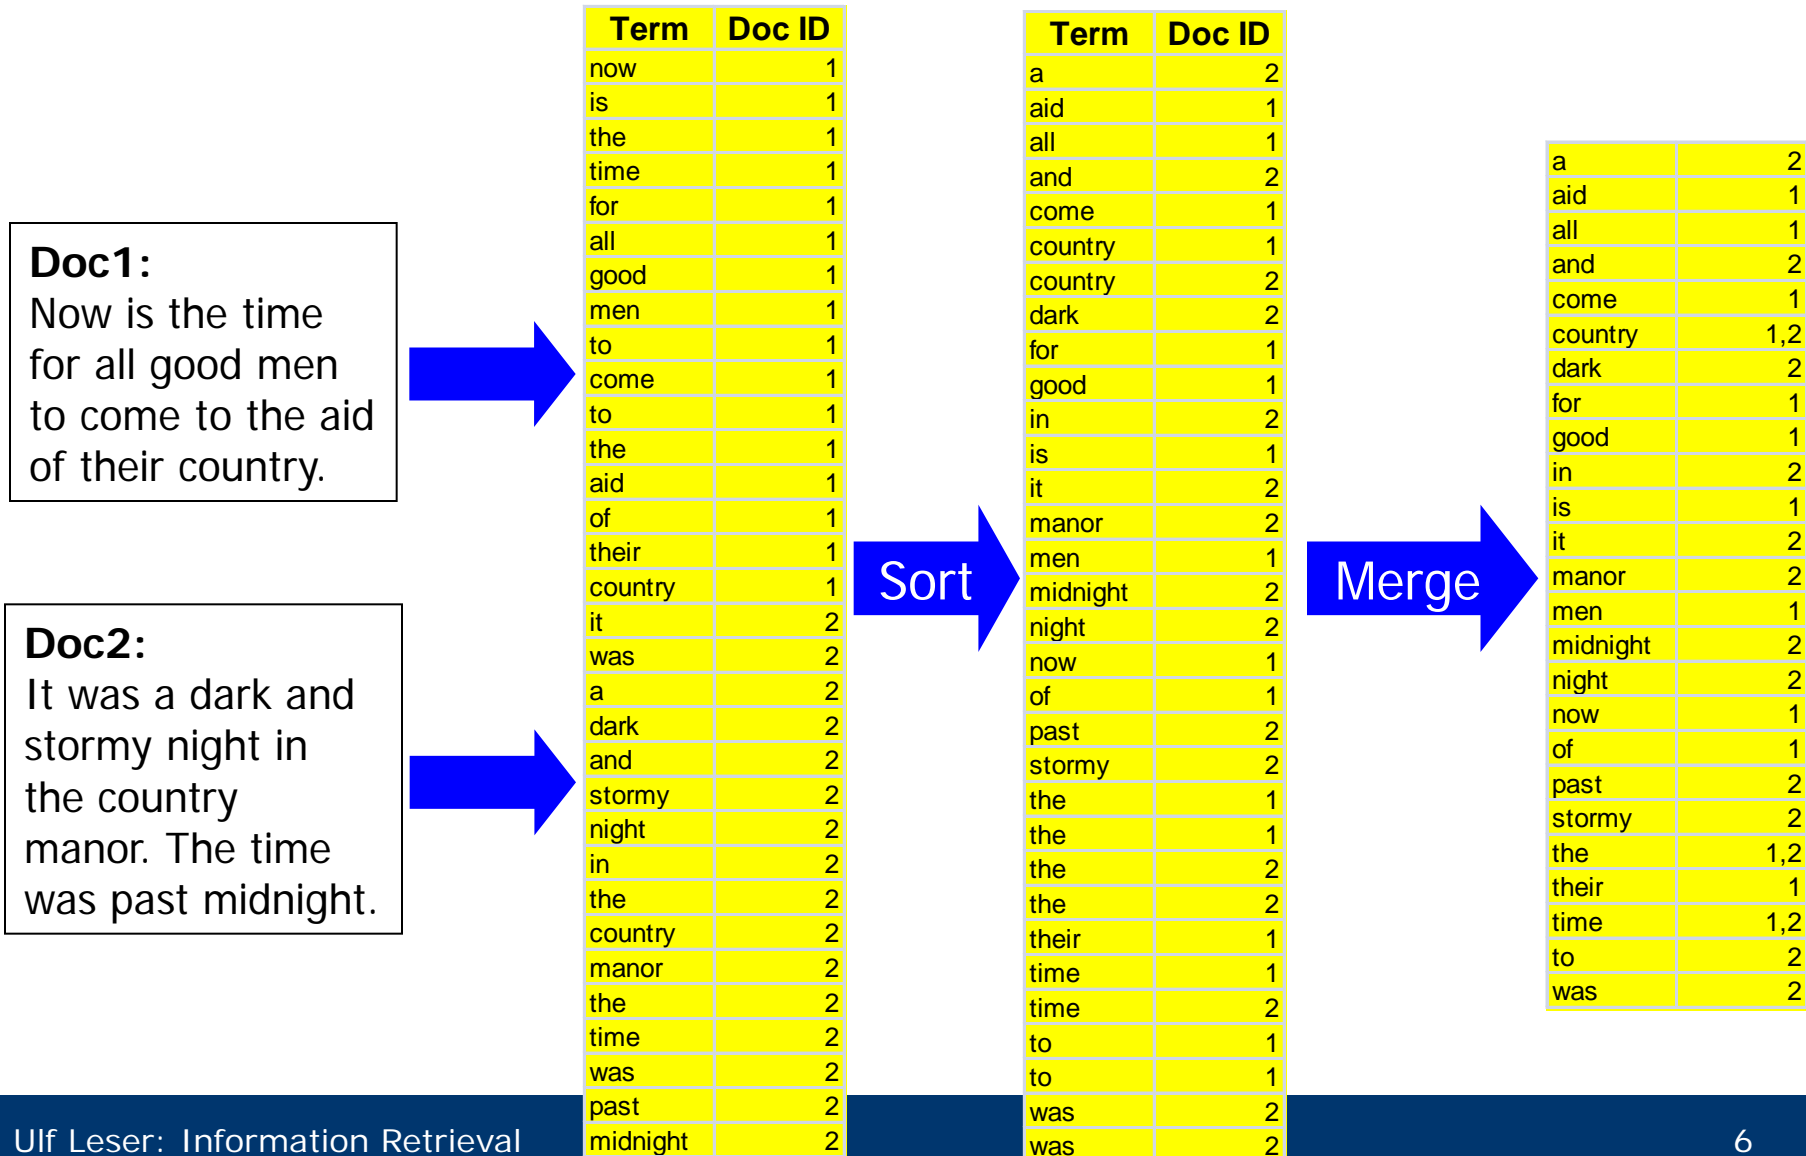 Doc1:
Now is the time
for all good men
to come to the aid
of their country.
Doc2:
It was a dark and
stormy night in
the country
manor. The time
was past midnight.
Term Doc ID
now 1
is 1
the 1
time 1
for 1
all 1
good 1
men 1
to 1
come 1
to 1
the 1
aid 1
of 1
their 1
country 1
it 2
was 2
a 2
dark 2
and 2
stormy 2
night 2
in 2
the 2
country 2
manor 2
the 2
time 2
was 2
past 2
midnight 2
Sort
Term Doc ID
a 2
aid 1
all 1
and 2
come 1
country 1
country 2
dark 2
for 1
good 1
in 2
is 1
it 2
manor 2
men 1
midnight 2
night 2
now 1
of 1
past 2
stormy 2
the 1
the 1
the 2
the 2
their 1
time 1
time 2
to 1
to 1
was 2
was 2
Merge
a 2
aid 1
all 1
and 2
come 1
country 1,2
dark 2
for 1
good 1
in 2
is 1
it 2
manor 2
men 1
midnight 2
night 2
now 1
of 1
past 2
stormy 2
the 1,2
their 1
time 1,2
to 2
was 2
Ulf Leser: Information Retrieval
6